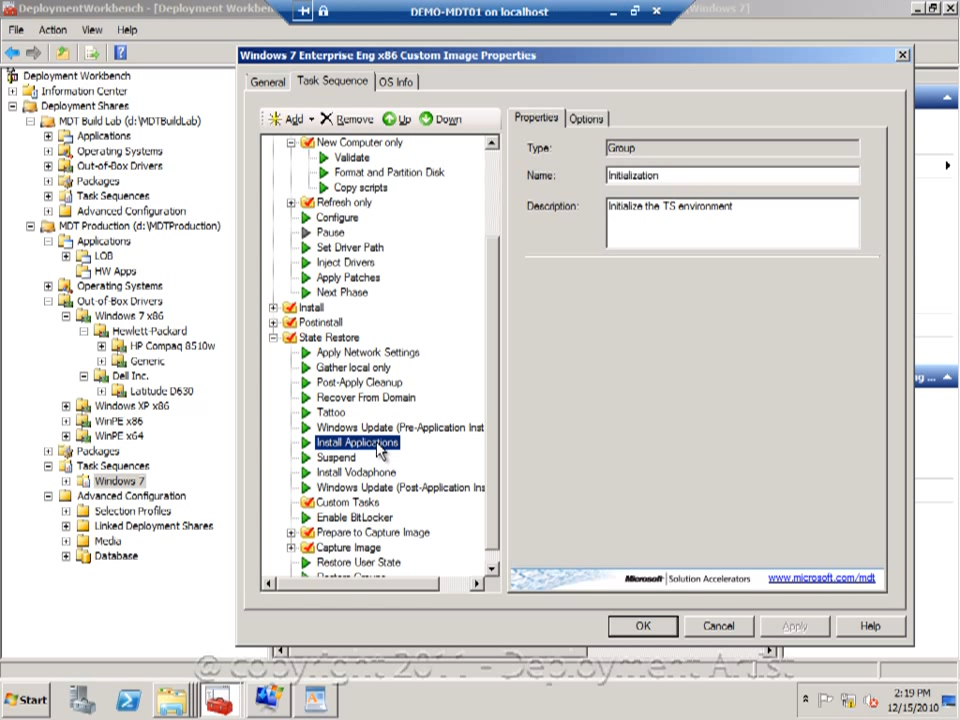 DeploymentWorkbench - [Deployment Workben
DEMO-MDT01 on localhost
Windows 7]
File Action View Help
Deployment Workbench
Information Center
Deployment Shares
MDT Build Lab (d:\MDTBuildLab)
Applications
Operating Systems
Out-of-Box Drivers
Packages
Task Sequences
Advanced Configuration
MDT Production (d:\MDTProduction)
Applications
LOB
HW Apps
Operating Systems
Out-of-Box Drivers
Windows 7 x86
Hewlett-Packard
HP Compaq 8510w
Generic
Dell Inc.
Latitude D630
Windows XP x86
WinPE x86
WinPE x64
Packages
Task Sequences
Windows 7
Advanced Configuration
Selection Profiles
Linked Deployment Shares
Media
Database
Windows 7 Enterprise Eng x86 Custom Image Properties
General Task Sequence OS Info
Add Remove Up Down
New Computer only
Validate
Format and Partition Disk
Copy scripts
Refresh only
Configure
Pause
Set Driver Path
Inject Drivers
Apply Patches
Next Phase
Install
Postinstall
State Restore
Apply Network Settings
Gather local only
Post-Apply Cleanup
Recover From Domain
Tattoo
Windows Update (Pre-Application Inst
Install Applications
Suspend
Install Vodaphone
Windows Update (Post-Application Ins
Custom Tasks
Enable BitLocker
Prepare to Capture Image
Capture Image
Restore User State
Properties Options
Type: Group
Name: Initialization
Description: Initialize the TS environment
Microsoft | Solution Accelerators www.microsoft.com/mdt
OK Cancel Apply Help
ng ...
@ copyright 2011 - Deployment Artist
Start
2:19 PM
12/15/2010